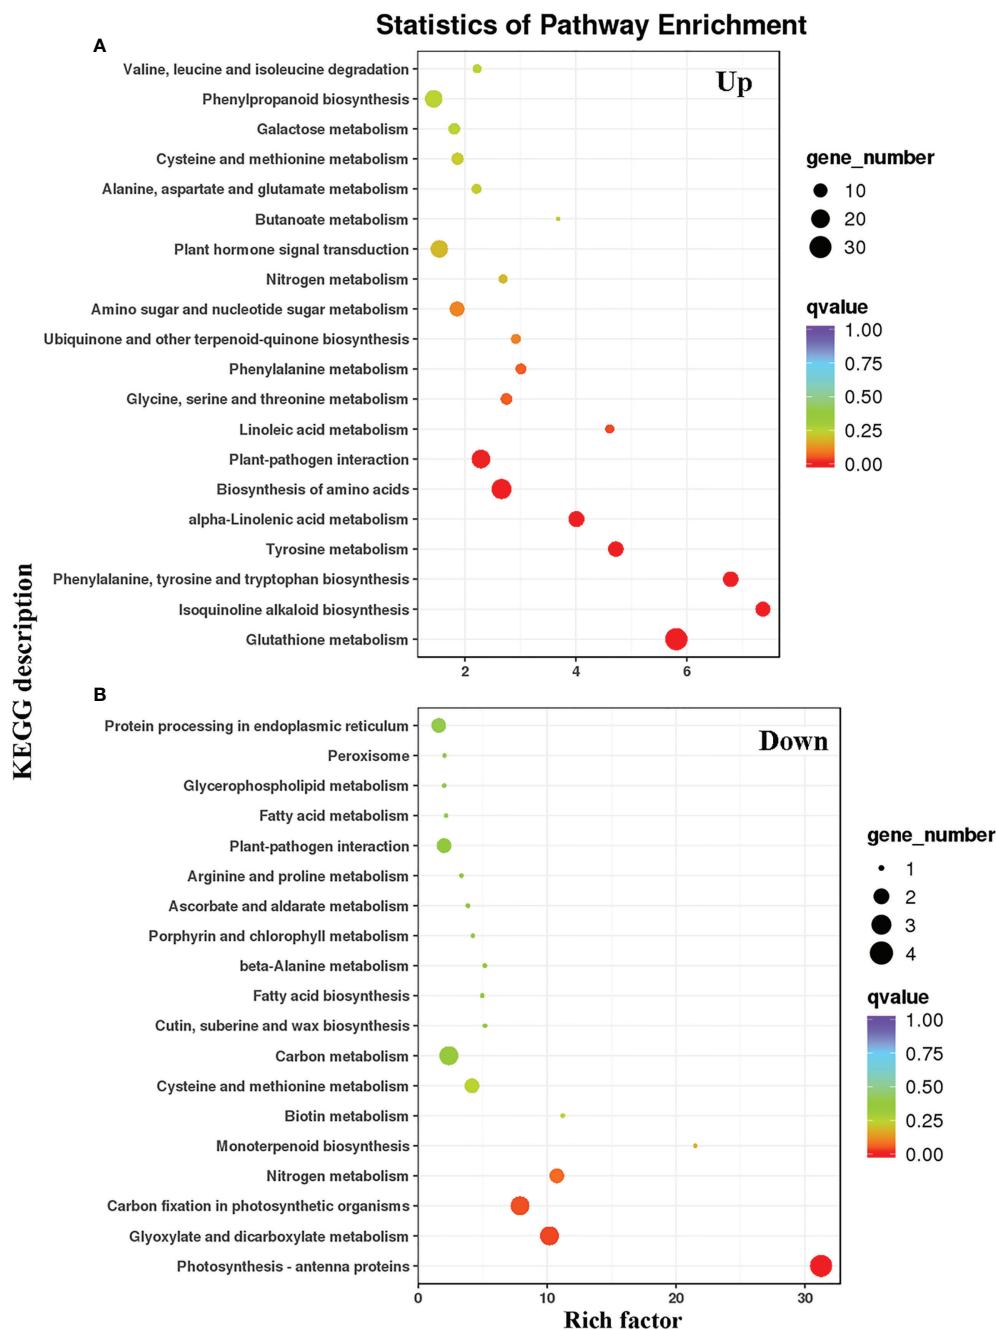 Statistics of Pathway Enrichment
A
Up
Valine, leucine and isoleucine degradation
Phenylpropanoid biosynthesis
Galactose metabolism
Cysteine and methionine metabolism
Alanine, aspartate and glutamate metabolism
Butanoate metabolism
Plant hormone signal transduction
Nitrogen metabolism
Amino sugar and nucleotide sugar metabolism
Ubiquinone and other terpenoid-quinone biosynthesis
Phenylalanine metabolism
Glycine, serine and threonine metabolism
Linoleic acid metabolism
Plant-pathogen interaction
Biosynthesis of amino acids
alpha-Linolenic acid metabolism
Tyrosine metabolism
Phenylalanine, tyrosine and tryptophan biosynthesis
Isoquinoline alkaloid biosynthesis
Glutathione metabolism
2 4 6
gene_number
10
20
30
qvalue
1.00
0.75
0.50
0.25
0.00
KEGG description
B
Down
Protein processing in endoplasmic reticulum
Peroxisome
Glycerophospholipid metabolism
Fatty acid metabolism
Plant-pathogen interaction
Arginine and proline metabolism
Ascorbate and aldarate metabolism
Porphyrin and chlorophyll metabolism
beta-Alanine metabolism
Fatty acid biosynthesis
Cutin, suberine and wax biosynthesis
Carbon metabolism
Cysteine and methionine metabolism
Biotin metabolism
Monoterpenoid biosynthesis
Nitrogen metabolism
Carbon fixation in photosynthetic organisms
Glyoxylate and dicarboxylate metabolism
Photosynthesis - antenna proteins
0 10 20 30
Rich factor
gene_number
1
2
3
4
qvalue
1.00
0.75
0.50
0.25
0.00